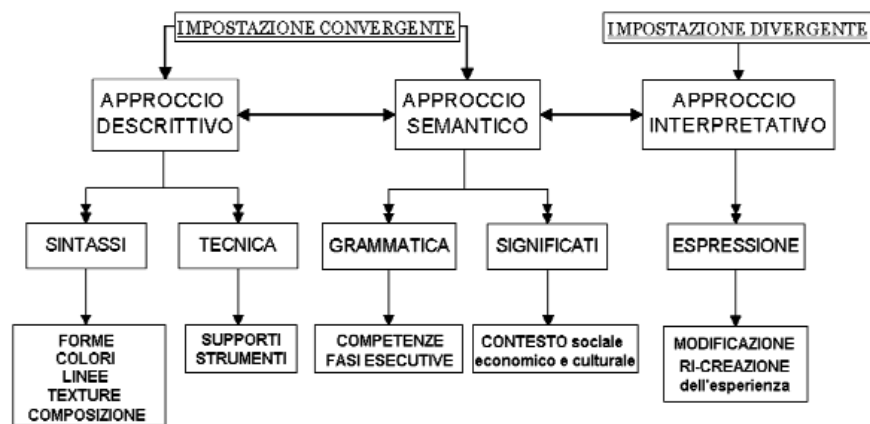 IMPOSTAZIONE CONVERGENTE
IMPOSTAZIONE DIVERGENTE
APPROCCIO
DESCRITTIVO
APPROCCIO
SEMANTICO
APPROCCIO
INTERPRETATIVO
SINTASSI
TECNICA
GRAMMATICA
SIGNIFICATI
ESPRESSIONE
FORME
COLORI
LINEE
TEXTURE
COMPOSIZIONE
SUPPORTI
STRUMENTI
COMPETENZE
FASI ESECUTIVE
CONTESTO sociale
economico e culturale
MODIFICAZIONE
RI-CREAZIONE
dell'esperienza